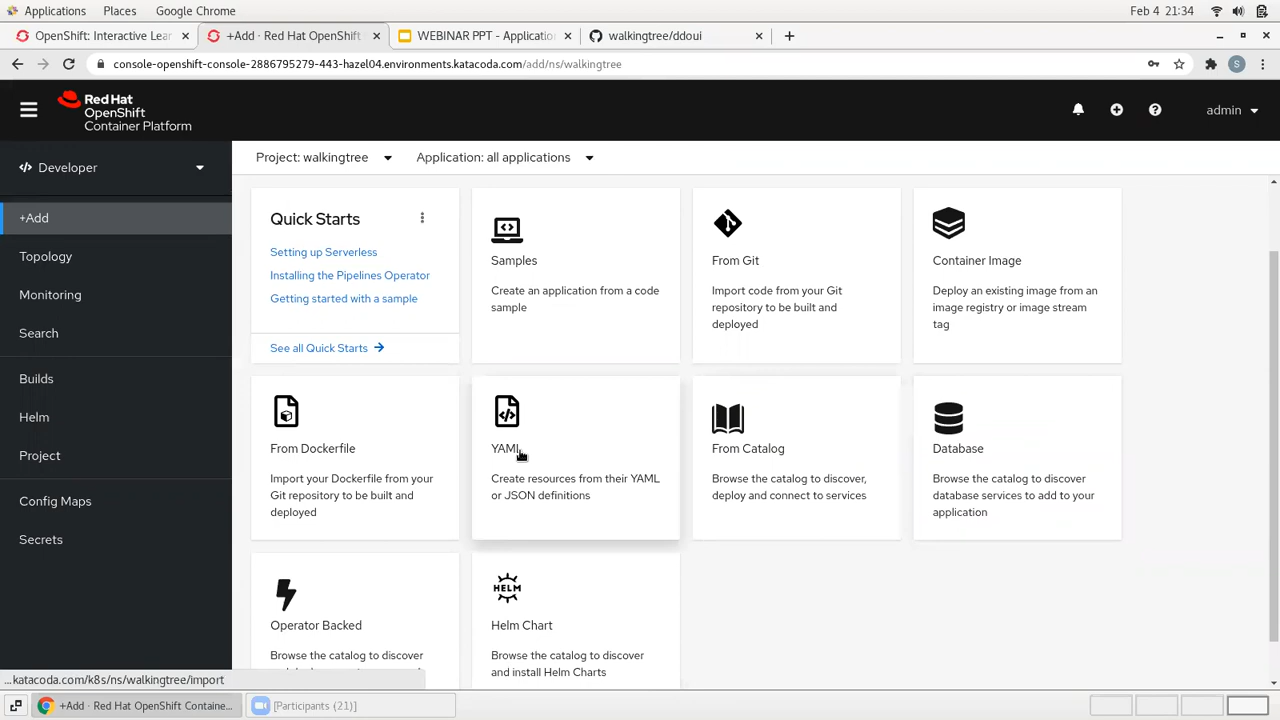 Applications Places Google Chrome Feb 4 21:34
OpenShift: Interactive Lear +Add · Red Hat OpenShift WEBINAR PPT - Applicatio walkingtree/ddoui
console-openshift-console-2886795279-443-hazel04.environments.katacoda.com/add/ns/walkingtree S
Red Hat
OpenShift
Container Platform
admin
Developer
Project: walkingtree Application: all applications
+Add
Topology
Monitoring
Search
Builds
Helm
Project
Config Maps
Secrets
Quick Starts
Setting up Serverless
Installing the Pipelines Operator
Getting started with a sample
See all Quick Starts
Samples
Create an application from a code
sample
From Git
Import code from your Git
repository to be built and
deployed
Container Image
Deploy an existing image from an
image registry or image stream
tag
From Dockerfile
Import your Dockerfile from your
Git repository to be built and
deployed
YAML
Create resources from their YAML
or JSON definitions
From Catalog
Browse the catalog to discover,
deploy and connect to services
Database
Browse the catalog to discover
database services to add to your
application
Operator Backed
Browse the catalog to discover
HELM
Helm Chart
Browse the catalog to discover
and install Helm Charts
...katacoda.com/k8s/ns/walkingtree/import
+Add · Red Hat OpenShift Containe... [Participants (21)]